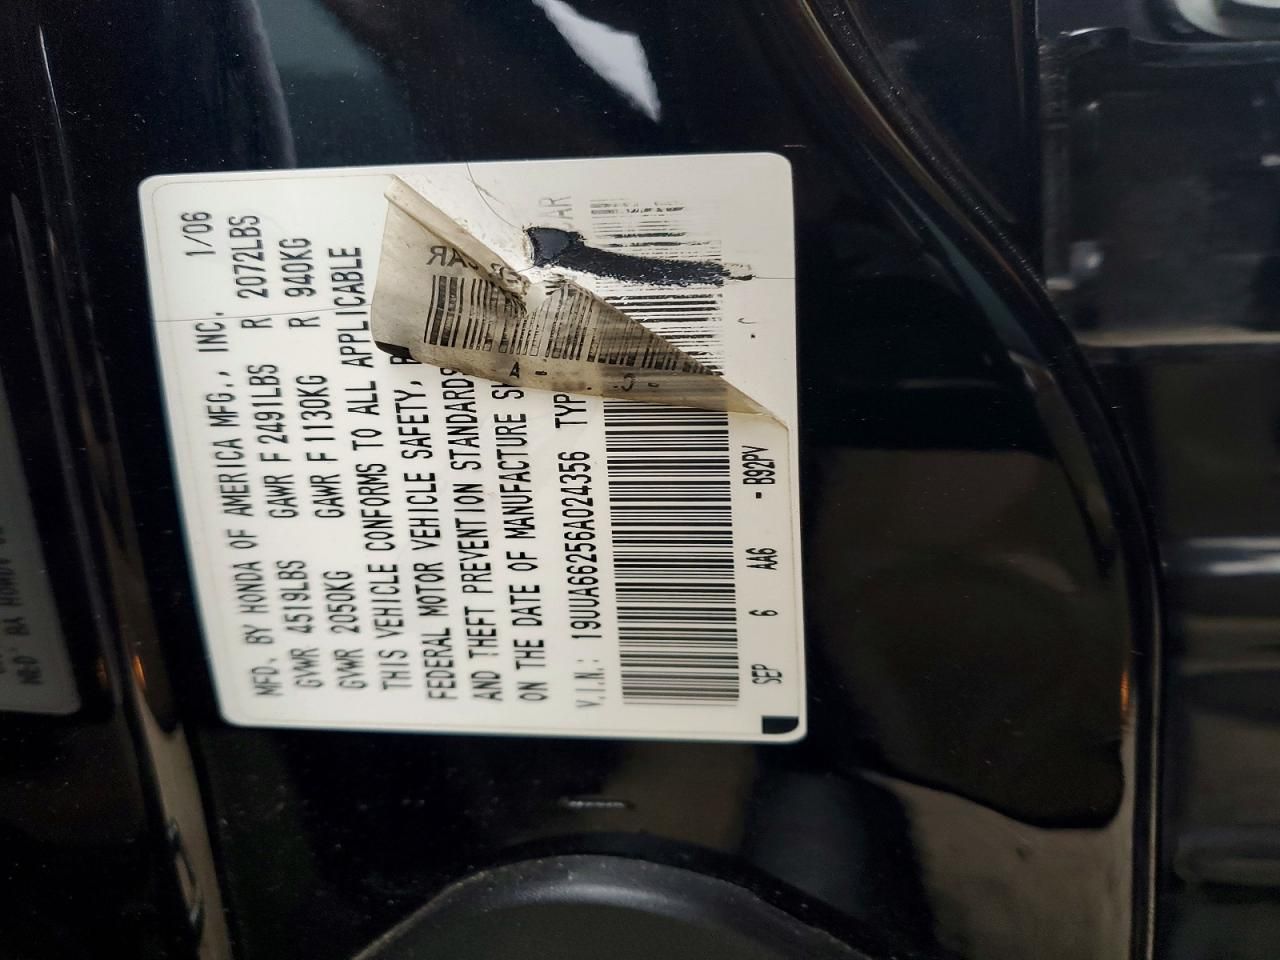 MFD. BY HONDA OF AMERICA MFG., INC. 1/06
GVWR 4519LBS GAWR F 2491LBS R 2072LBS
GVWR 2050KG GAWR F 1130KG R 940KG
THIS VEHICLE CONFORMS TO ALL APPLICABLE
FEDERAL MOTOR VEHICLE SAFETY,
AND THEFT PREVENTION STANDARDS
ON THE DATE OF MANUFACTURE
V.I.N.: 19UUA66256A024356 TYP
SEP 6 AA6 - B92PV